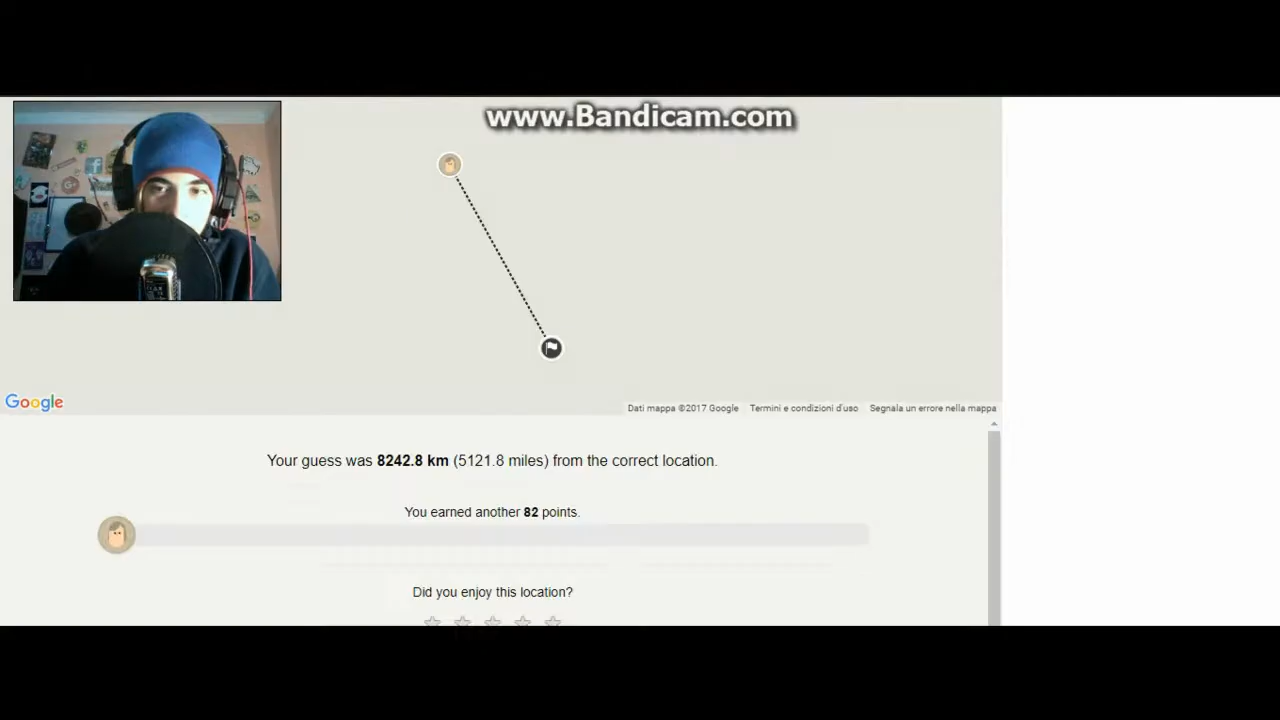 www.Bandicam.com
Google
Dati mappa ©2017 Google
Termini e condizioni d'uso
Segnala un errore nella mappa
Your guess was 8242.8 km (5121.8 miles) from the correct location.
You earned another 82 points.
Did you enjoy this location?